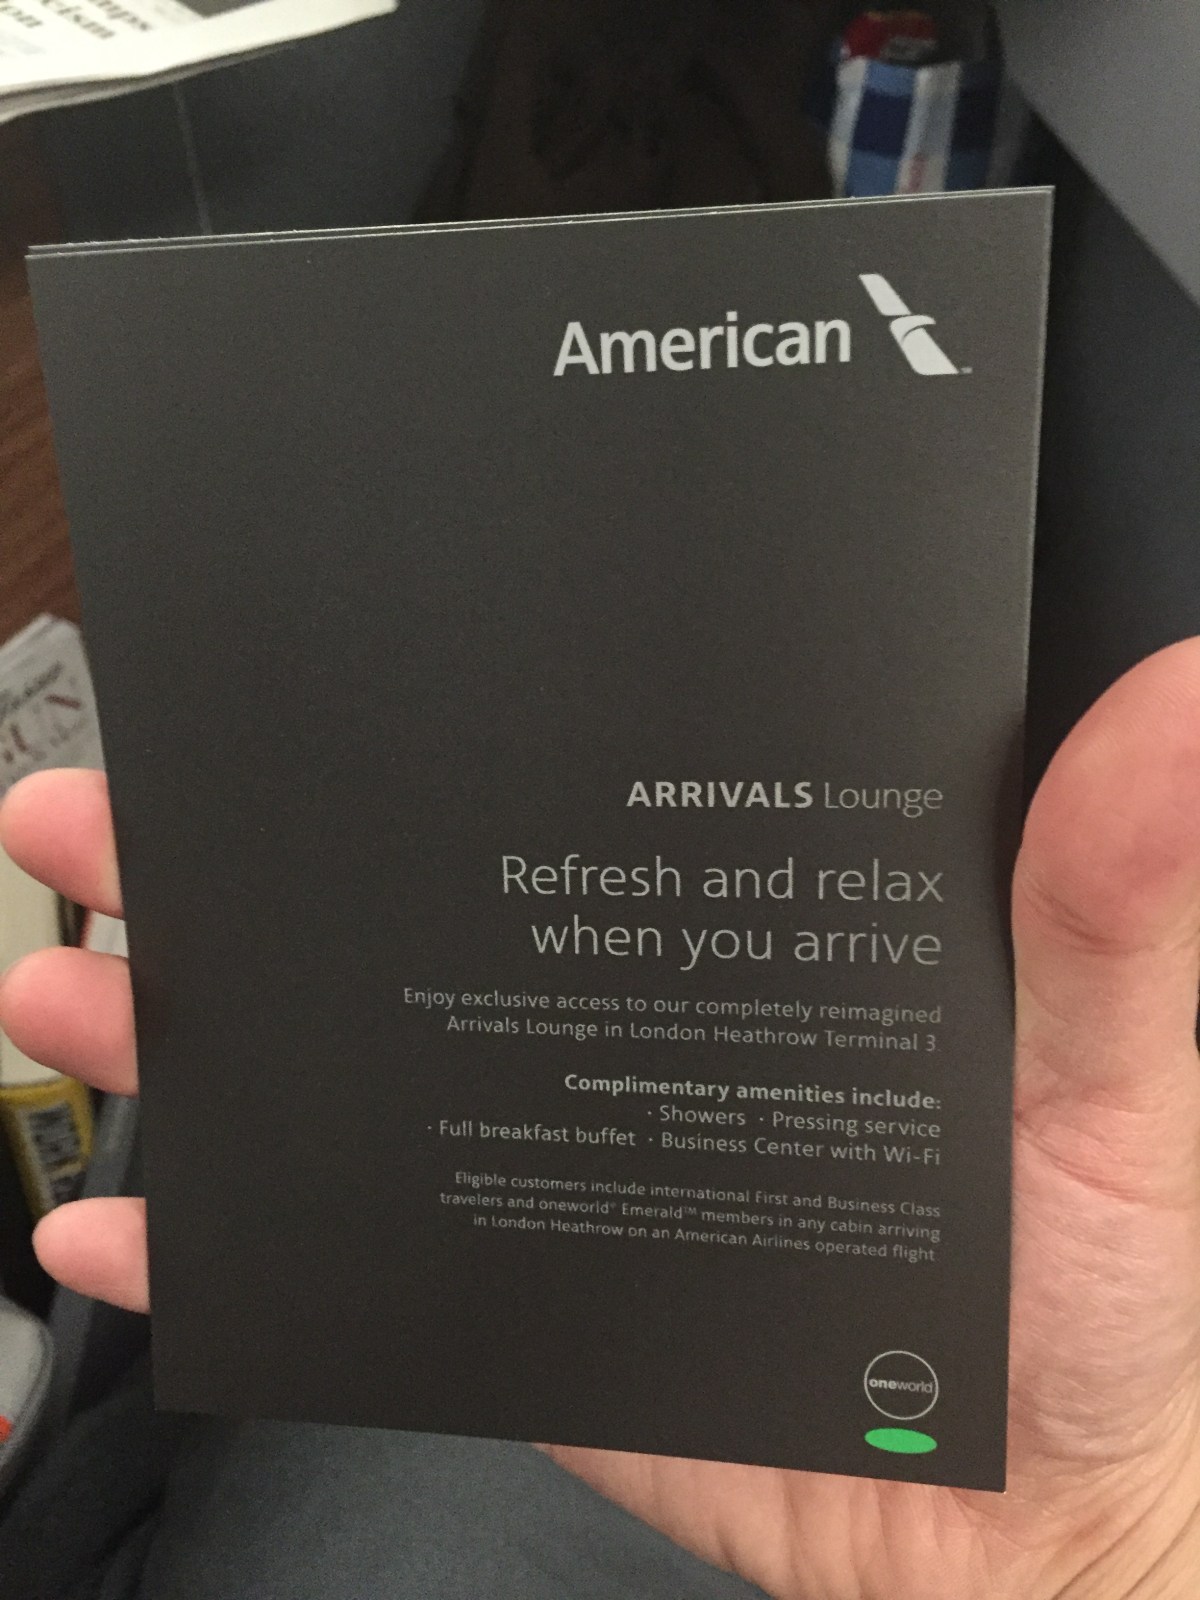 American
ARRIVALS Lounge
Refresh and relax
when you arrive
Enjoy exclusive access to our completely reimagined
Arrivals Lounge in London Heathrow Terminal 3.
Complimentary amenities include:
· Showers · Pressing service
· Full breakfast buffet · Business Center with Wi-Fi
Eligible customers include international First and Business Class
travelers and oneworld® Emerald™ members in any cabin arriving
in London Heathrow on an American Airlines operated flight.
oneworld